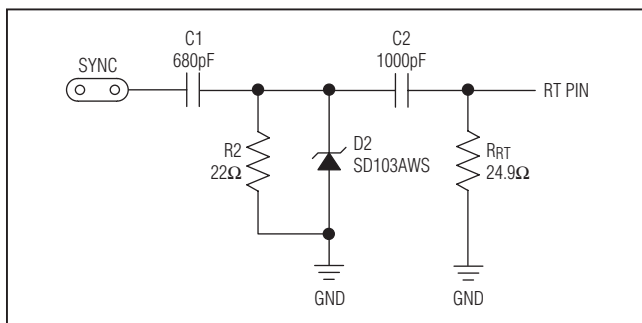 SYNC
C1
680pF
C2
1000pF
RT PIN
R2
22Ω
D2
SD103AWS
RRT
24.9Ω
GND
GND